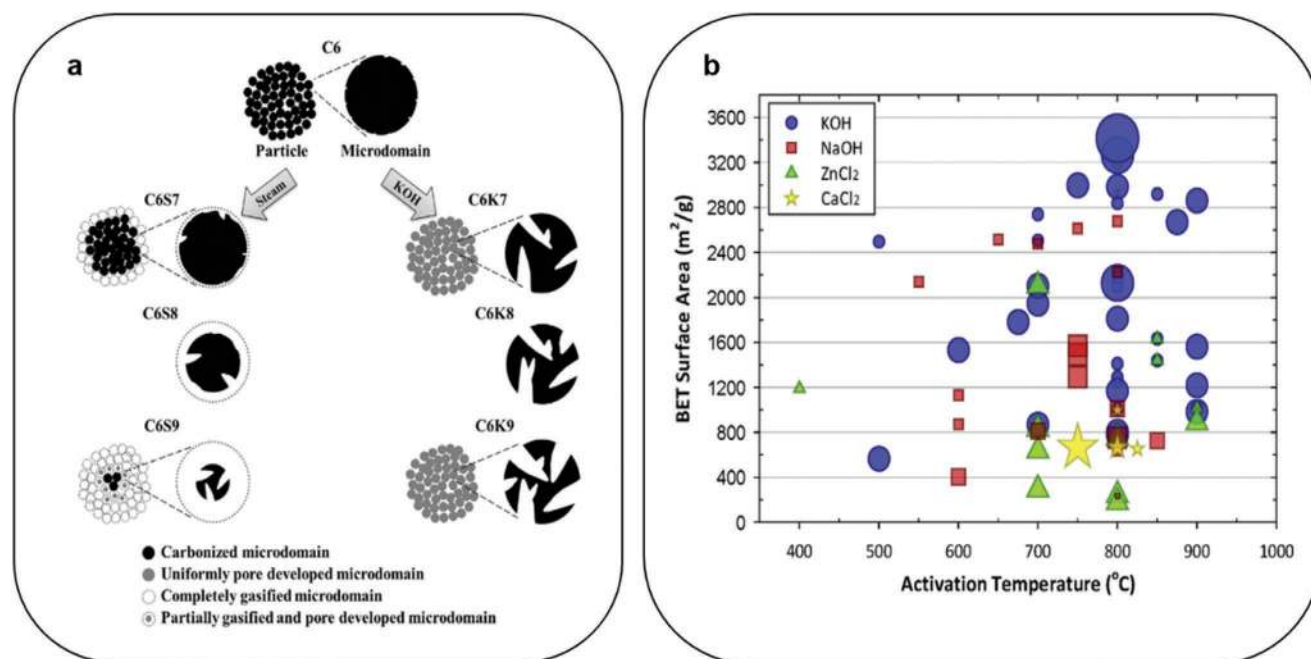 a
C6
Particle Microdomain
Steam
KOH
C6S7
C6K7
C6S8
C6K8
C6S9
C6K9
Carbonized microdomain
Uniformly pore developed microdomain
Completely gasified microdomain
Partially gasified and pore developed microdomain
b
KOH
NaOH
ZnCl₂
CaCl₂
BET Surface Area (m²/g)
3600
3200
2800
2400
2000
1600
1200
800
400
0
400 500 600 700 800 900 1000
Activation Temperature (°C)